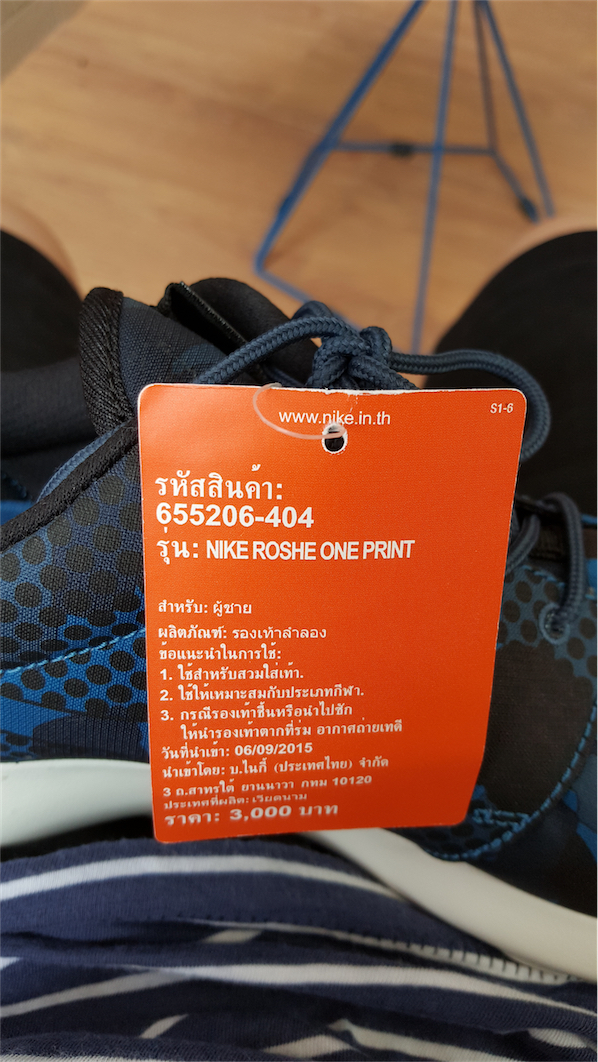 www.nike.in.th
S1-6
รหัสสินค้า:
655206-404
รุ่น: NIKE ROSHE ONE PRINT
สำหรับ: ผู้ชาย
ผลิตภัณฑ์: รองเท้าลำลอง
ข้อแนะนำในการใช้:
1. ใช้สำหรับสวมใส่เท้า.
2. ใช้ให้เหมาะสมกับประเภทกีฬา.
3. กรณีรองเท้าชื้นหรือนำไปซัก
ให้นำรองเท้าตากที่ร่ม อากาศถ่ายเทดี
วันที่นำเข้า: 06/09/2015
นำเข้าโดย: บ.ไนกี้ (ประเทศไทย) จำกัด
3 ถ.สาทรใต้ ยานนาวา กทม 10120
ประเทศที่ผลิต: เวียดนาม
ราคา: 3,000 บาท